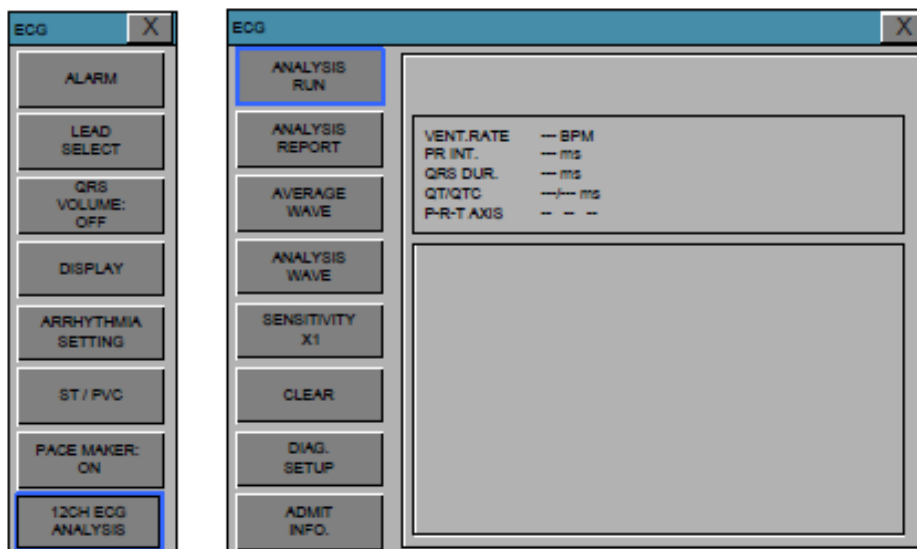 ECG X
ALARM
LEAD
SELECT
QRS
VOLUME:
OFF
DISPLAY
ARRHYTHMIA
SETTING
ST / PVC
PACE MAKER:
ON
12CH ECG
ANALYSIS
ECG X
ANALYSIS
RUN
ANALYSIS
REPORT
AVERAGE
WAVE
ANALYSIS
WAVE
SENSITIVITY
X1
CLEAR
DIAG.
SETUP
ADMIT
INFO.
VENT.RATE --- BPM
PR INT. --- ms
QRS DUR. --- ms
QT/QTC ---/--- ms
P-R-T AXIS -- -- --